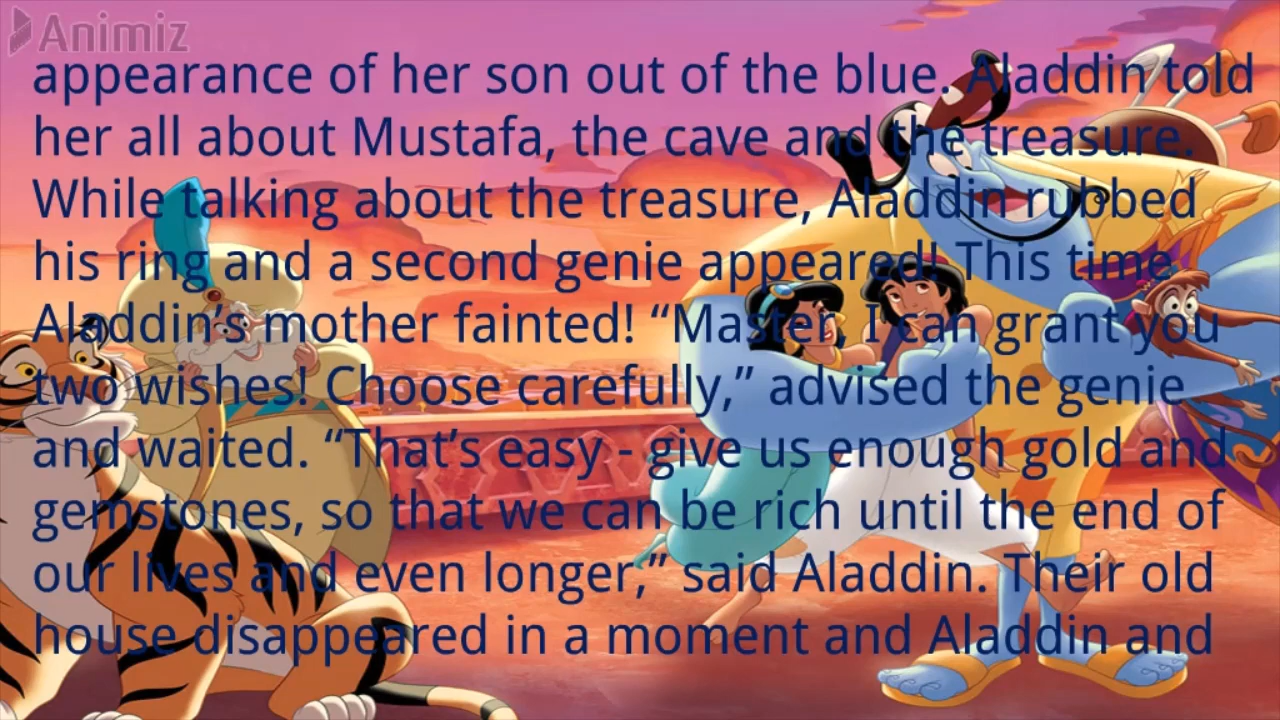 Animiz
appearance of her son out of the blue. Aladdin told
her all about Mustafa, the cave and the treasure.
While talking about the treasure, Aladdin rubbed
his ring and a second genie appeared! This time
Aladdin’s mother fainted! “Master, I can grant you
two wishes! Choose carefully,” advised the genie
and waited. “That’s easy - give us enough gold and
gemstones, so that we can be rich until the end of
our lives and even longer,” said Aladdin. Their old
house disappeared in a moment and Aladdin and